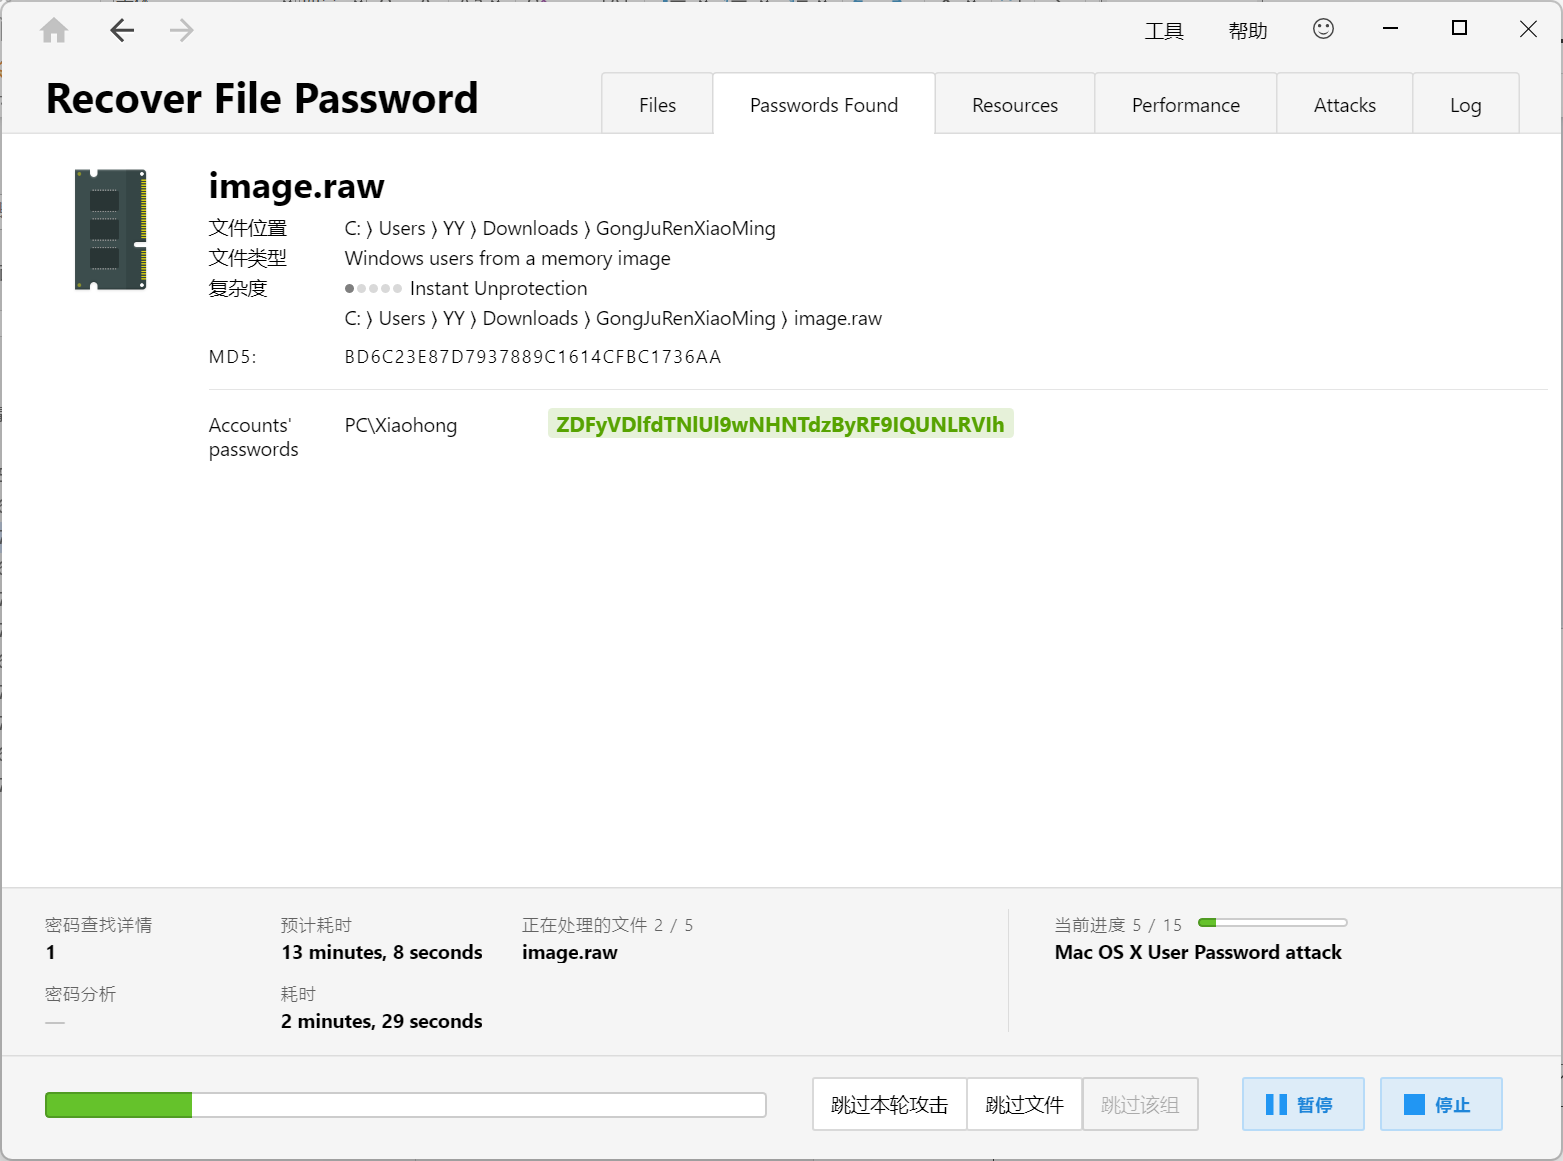 工具 帮助
Recover File Password
Files Passwords Found Resources Performance Attacks Log
image.raw
文件位置 C: ⟩ Users ⟩ YY ⟩ Downloads ⟩ GongJuRenXiaoMing
文件类型 Windows users from a memory image
复杂度 Instant Unprotection
C: ⟩ Users ⟩ YY ⟩ Downloads ⟩ GongJuRenXiaoMing ⟩ image.raw
MD5: BD6C23E87D7937889C1614CFBC1736AA
Accounts' passwords PC\Xiaohong ZDFyVDlfdTNlUl9wNHNTdzByRF9IQUNLRVIh
密码查找详情 预计耗时 正在处理的文件 2 / 5 当前进度 5 / 15
1 13 minutes, 8 seconds image.raw Mac OS X User Password attack
密码分析 耗时
— 2 minutes, 29 seconds
跳过本轮攻击 跳过文件 跳过该组 暂停 停止